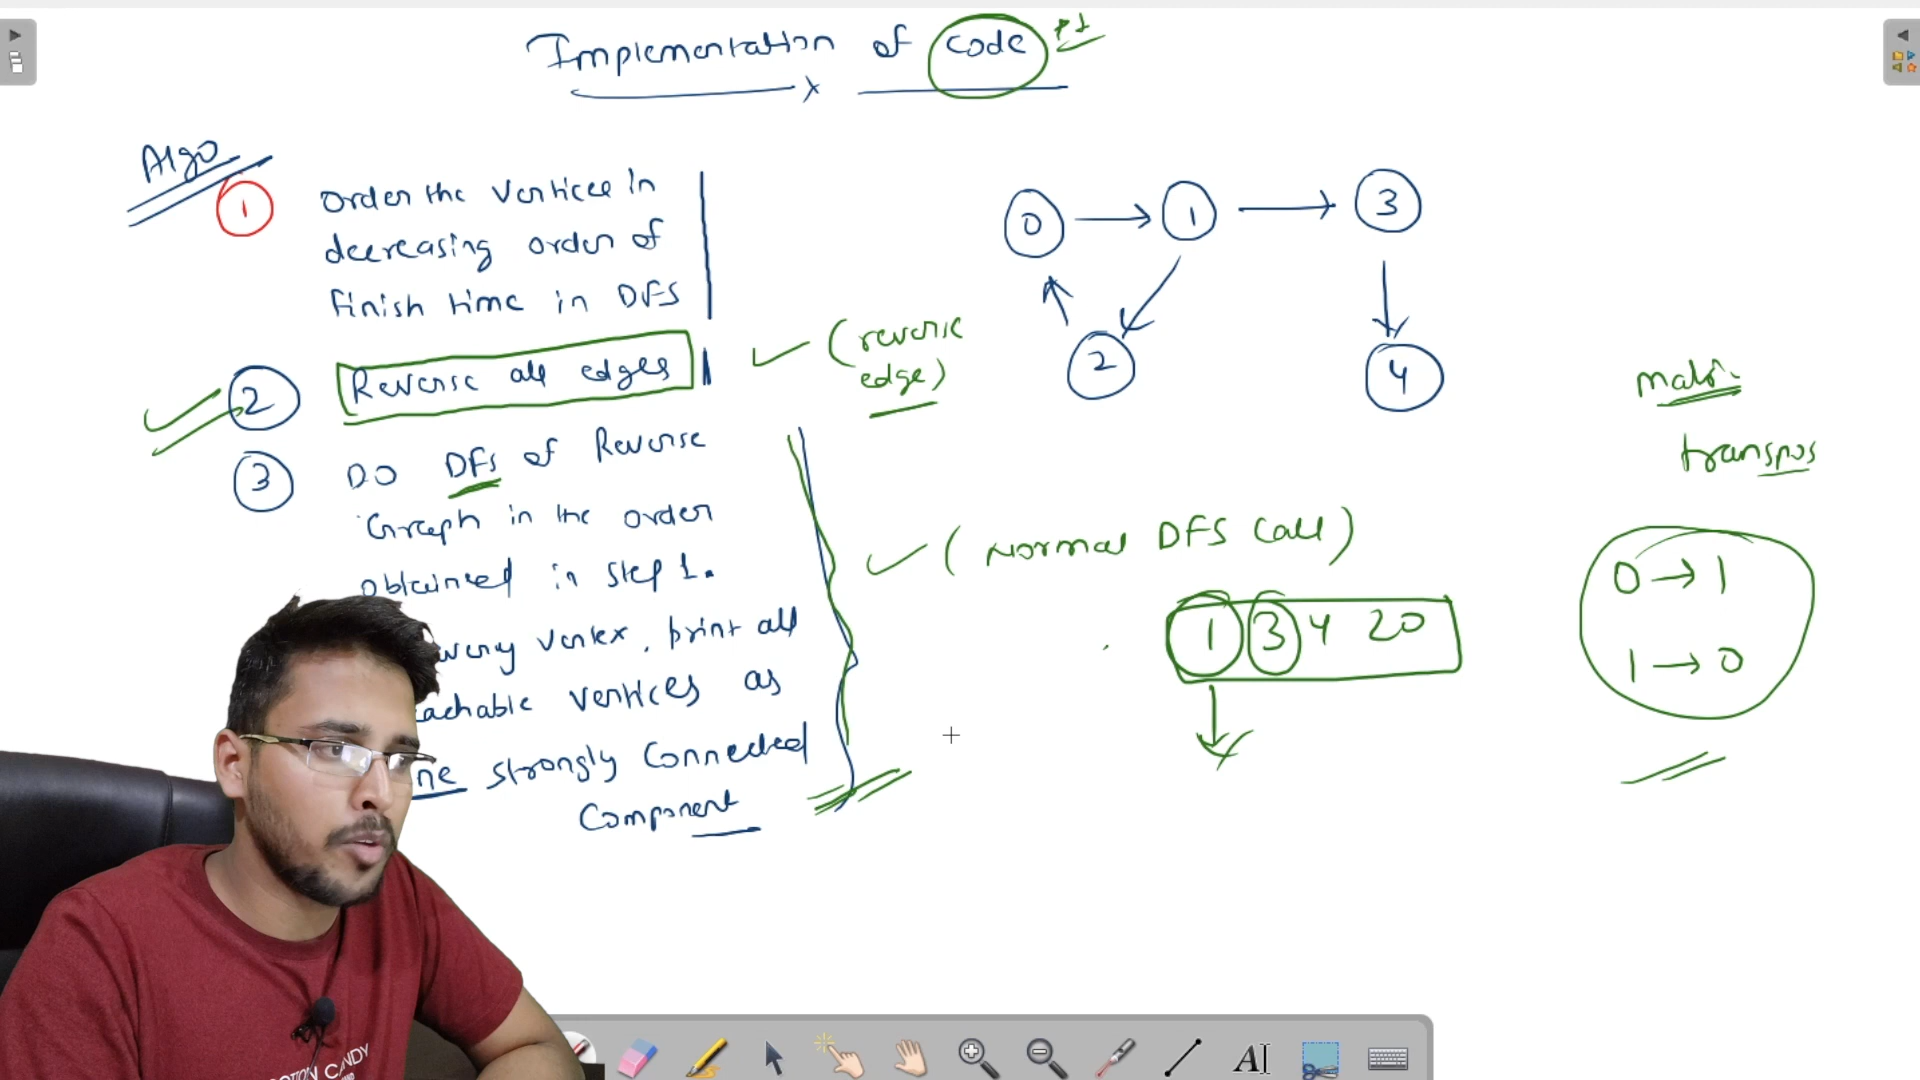 Implementation of code
Algo
1 Order the Vertices in
decreasing order of
finish time in DFS
2 Reverse all edges
(reverse
edge)
3 DO DFS of Reverse
Graph in the order
obtained in step 1.
vertex, print all
vertices as
strongly Connected
Component
0 1 3
2 4
transpos
(Normal DFS Call)
1 3 4 2 0
0 → 1
1 → 0
AI